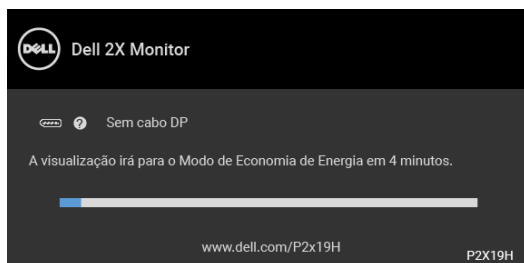 DELL
Dell 2X Monitor
Sem cabo DP
A visualização irá para o Modo de Economia de Energia em 4 minutos.
www.dell.com/P2x19H
P2X19H